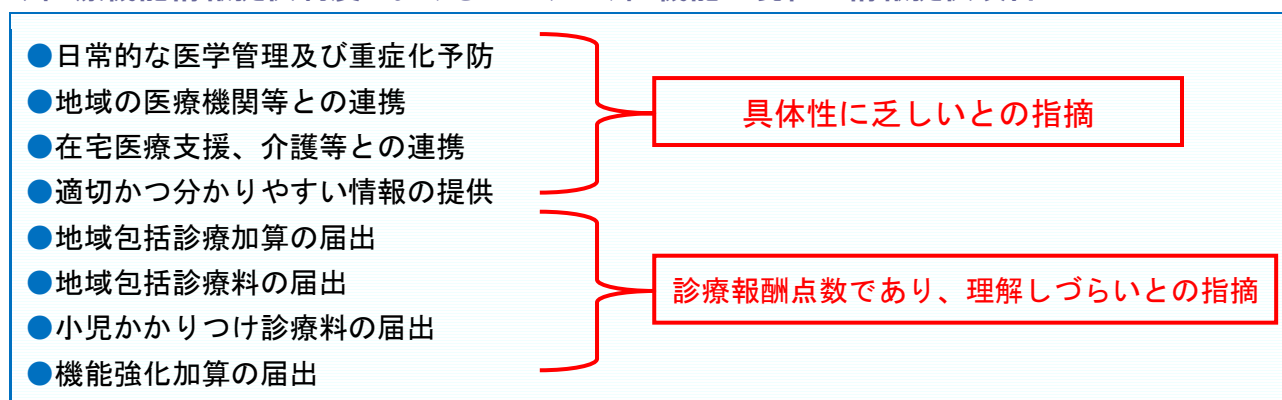 ●日常的な医学管理及び重症化予防
●地域の医療機関等との連携
●在宅医療支援、介護等との連携
●適切かつ分かりやすい情報の提供
具体性に乏しいとの指摘
●地域包括診療加算の届出
●地域包括診療料の届出
●小児かかりつけ診療料の届出
●機能強化加算の届出
診療報酬点数であり、理解しづらいとの指摘